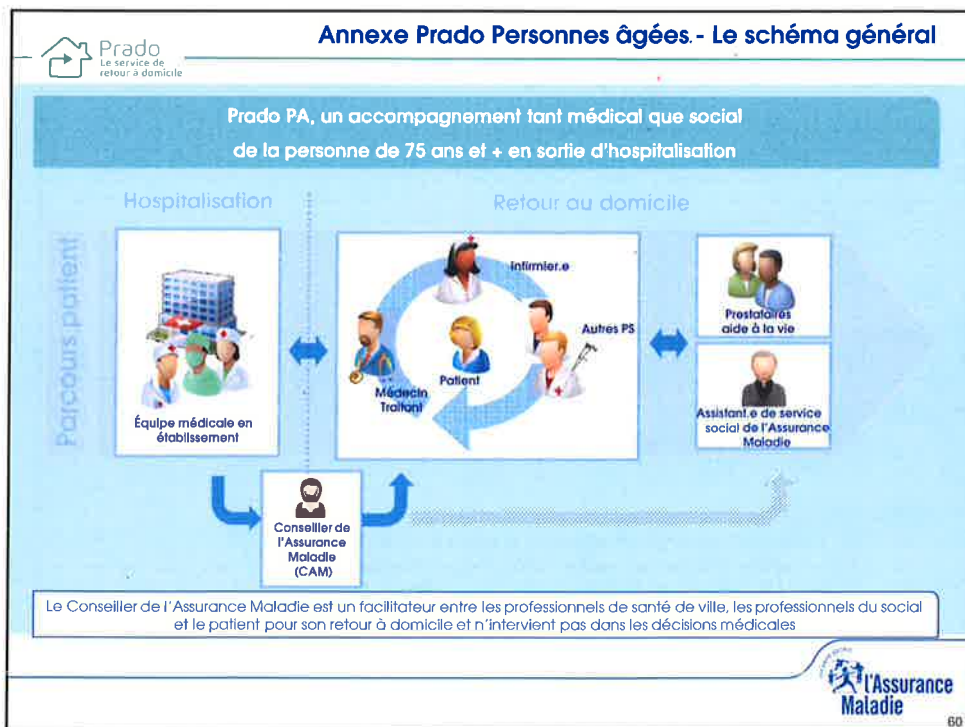 Annexe Prado Personnes âgées.- Le schéma général
Prado
Le service de
retour à domicile
Prado PA, un accompagnement tant médical que social
de la personne de 75 ans et + en sortie d'hospitalisation
Hospitalisation
Retour au domicile
Parcours patient
infirmier.e
Autres PS
Patient
Médecin
Traitant
Équipe médicale en
établissement
Prestataires
aide à la vie
Assistant.e de service
social de l'Assurance
Maladie
Conseiller de
l'Assurance
Maladie
(CAM)
Le Conseiller de l'Assurance Maladie est un facilitateur entre les professionnels de santé de ville, les professionnels du social
et le patient pour son retour à domicile et n'intervient pas dans les décisions médicales
l'Assurance
Maladie
60